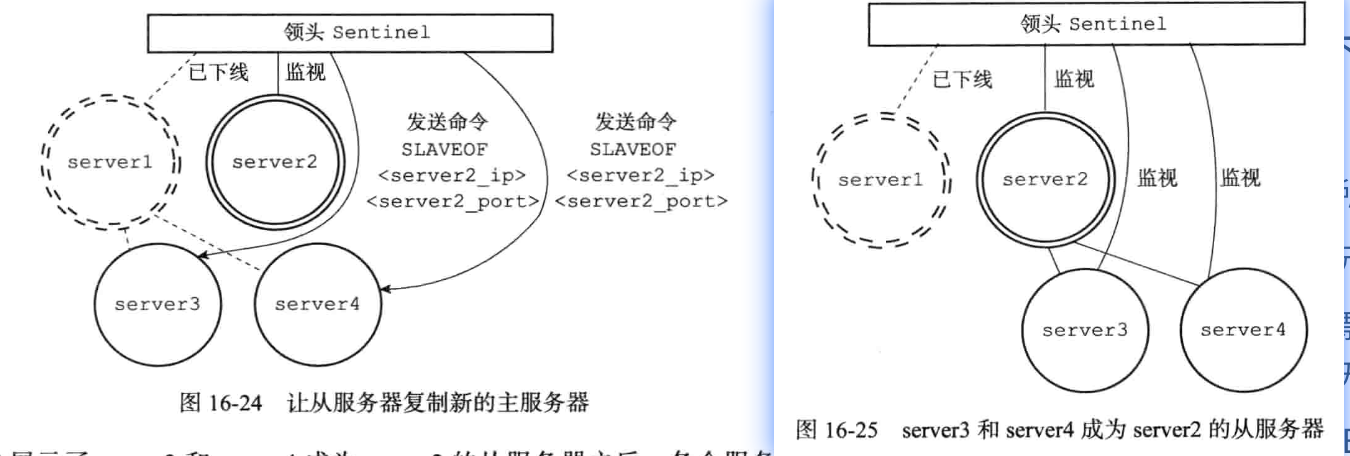 领头 Sentinel
已下线
监视
server1
server2
发送命令
SLAVEOF
<server2_ip>
<server2_port>
发送命令
SLAVEOF
<server2_ip>
<server2_port>
server3
server4
图 16-24 让从服务器复制新的主服务器
领头 Sentinel
已下线
监视
server1
server2
监视
监视
server3
server4
图 16-25 server3 和 server4 成为 server2 的从服务器